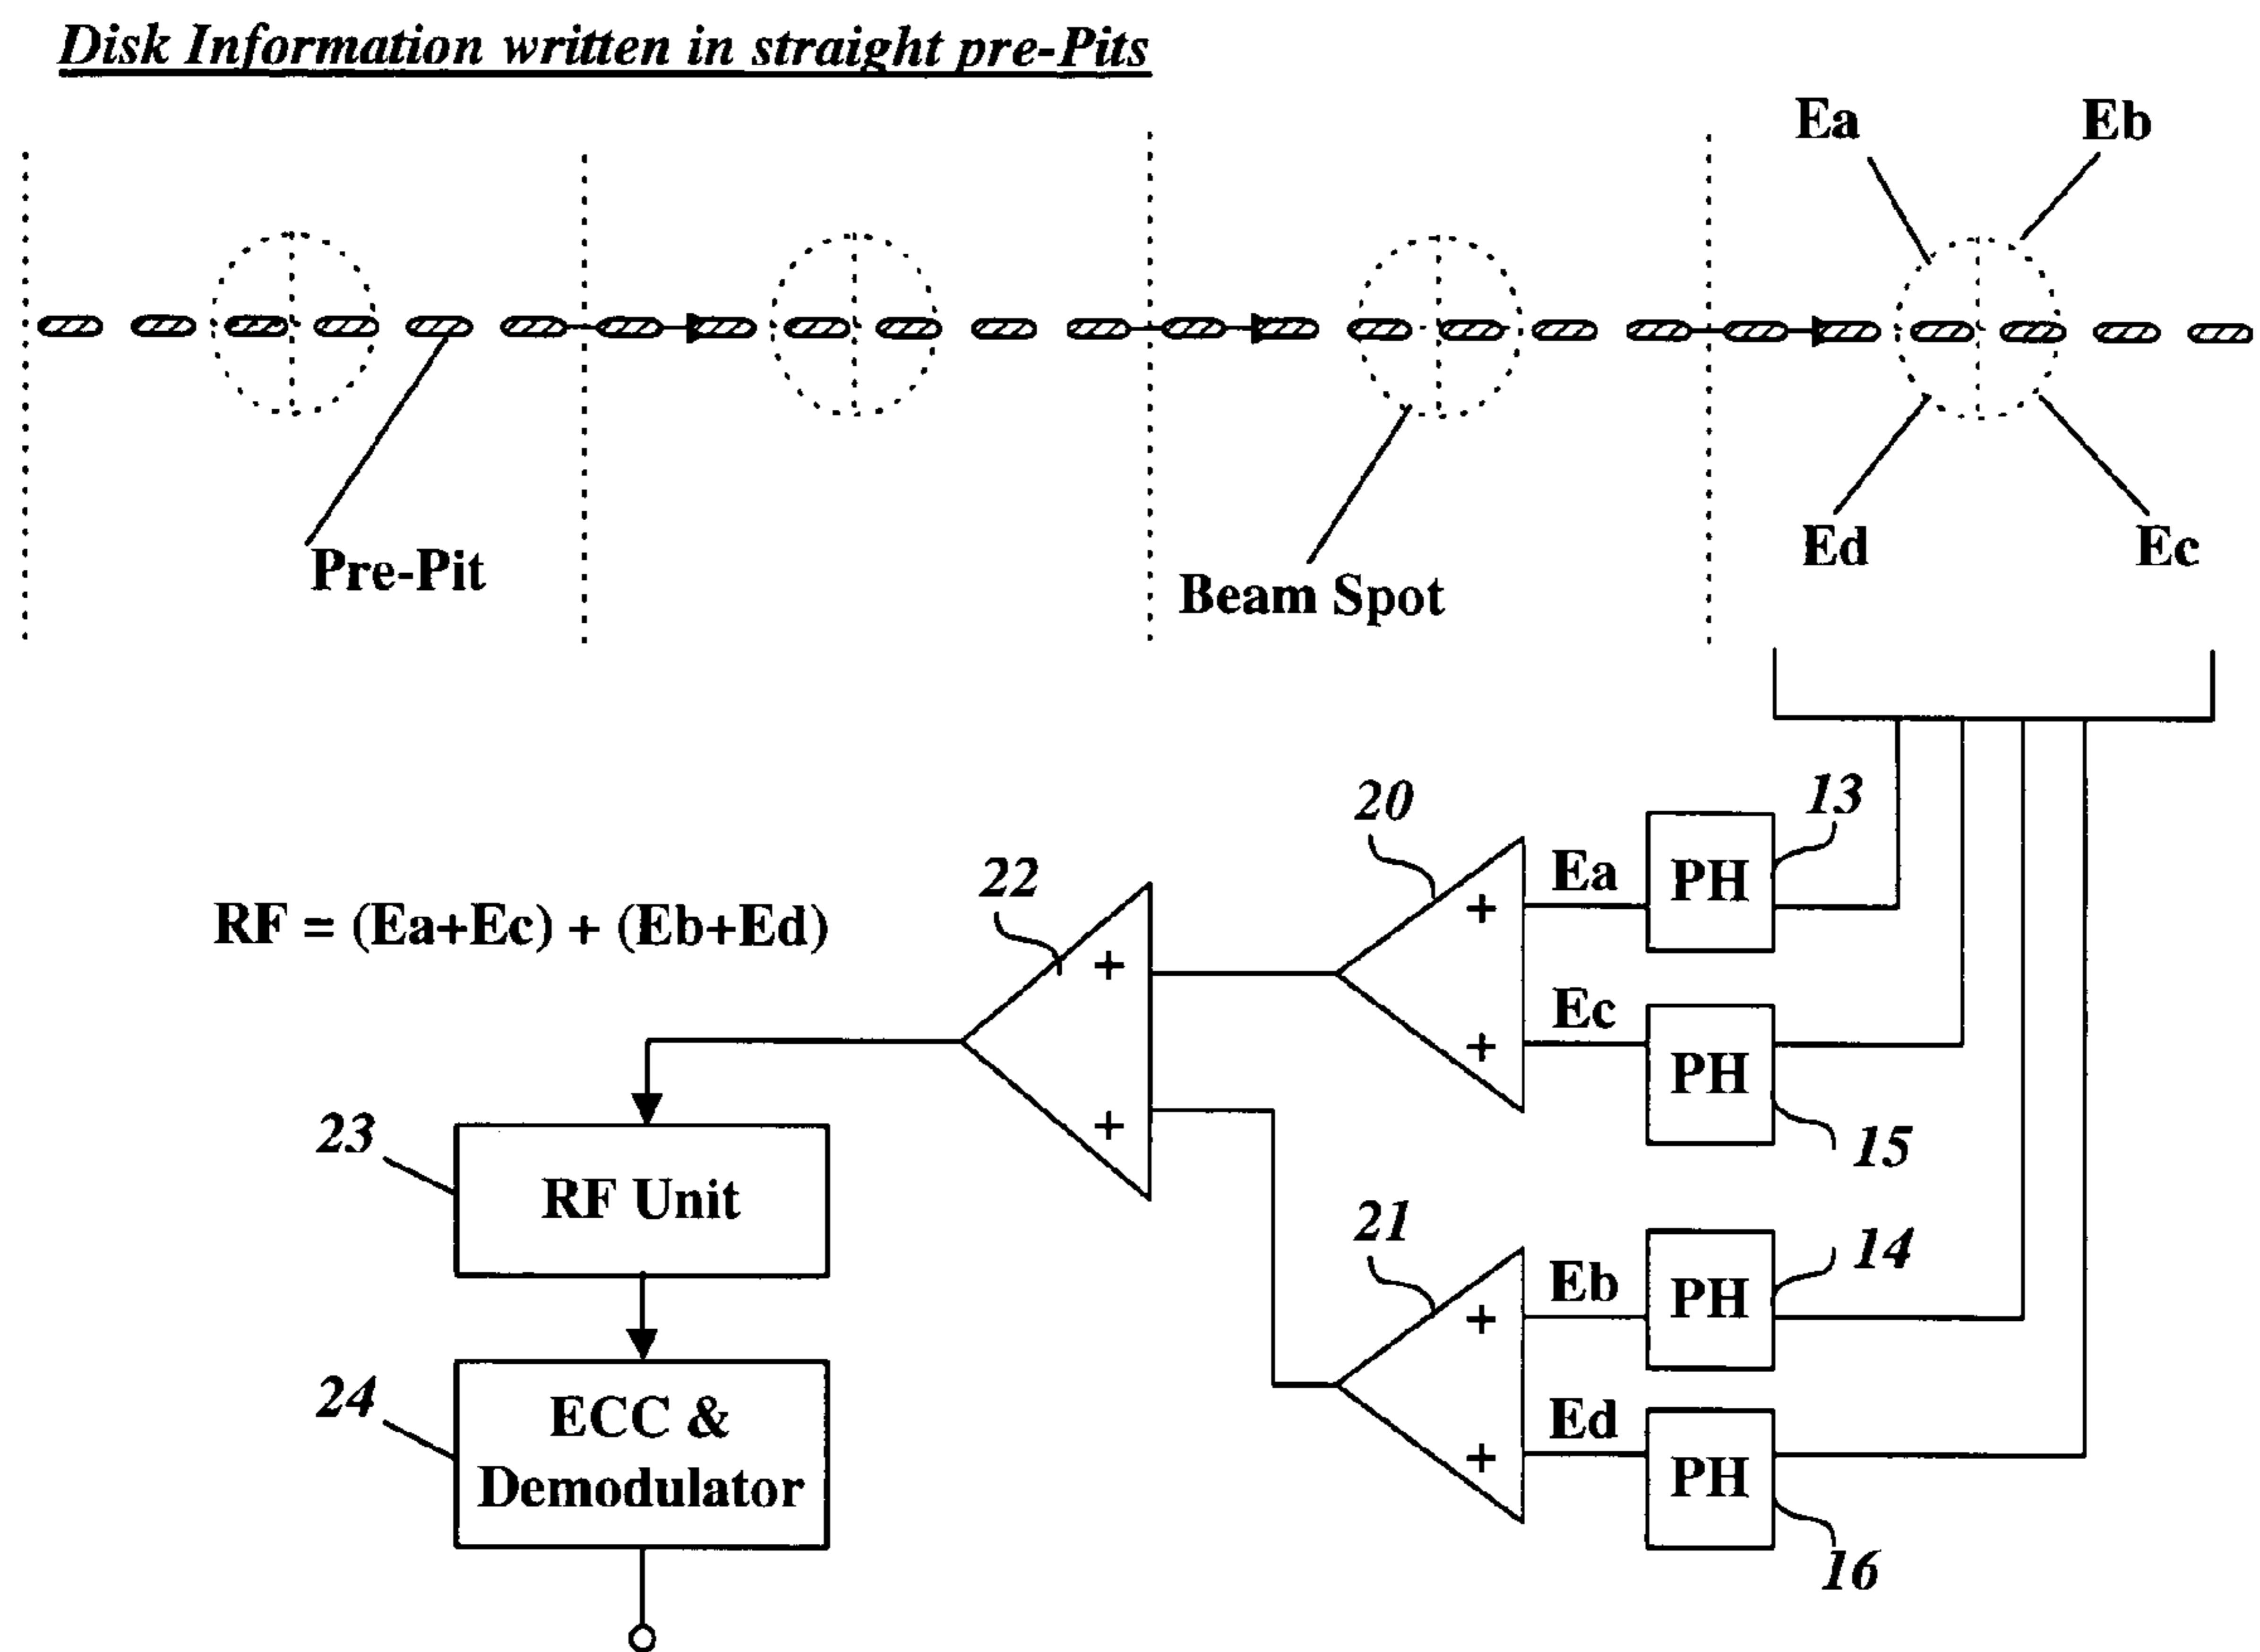 Disk Information written in straight pre-Pits
Ea
Eb
Pre-Pit
Beam Spot
Ed
Ec
20
13
22
Ea
PH
RF = (Ea+Ec) + (Eb+Ed)
+
+
Ec
PH
+
+
15
23
RF Unit
21
14
Eb
PH
+
24
ECC &
Demodulator
Ed
PH
+
16